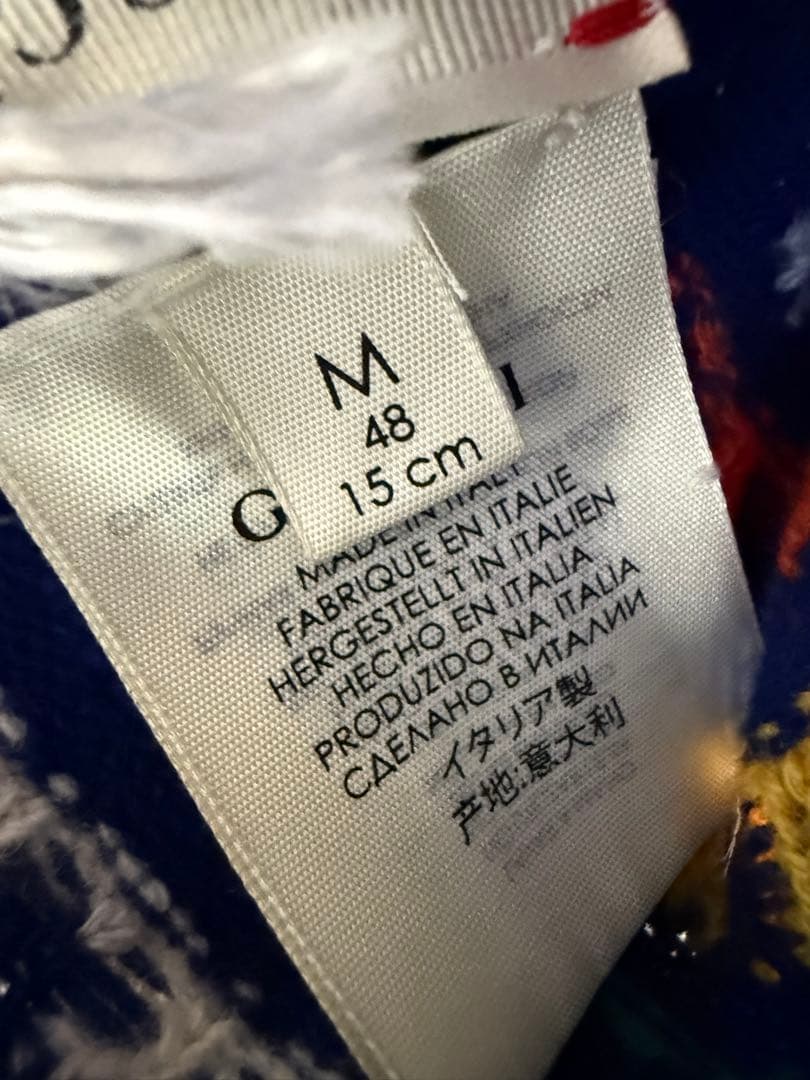 M
48
15 cm
G I
MADE IN ITALY
FABRIQUE EN ITALIE
HERGESTELLT IN ITALIEN
HECHO EN ITALIA
PRODUZIDO NA ITALIA
СДЕЛАНО В ИТАЛИИ
イタリア製
产地:意大利